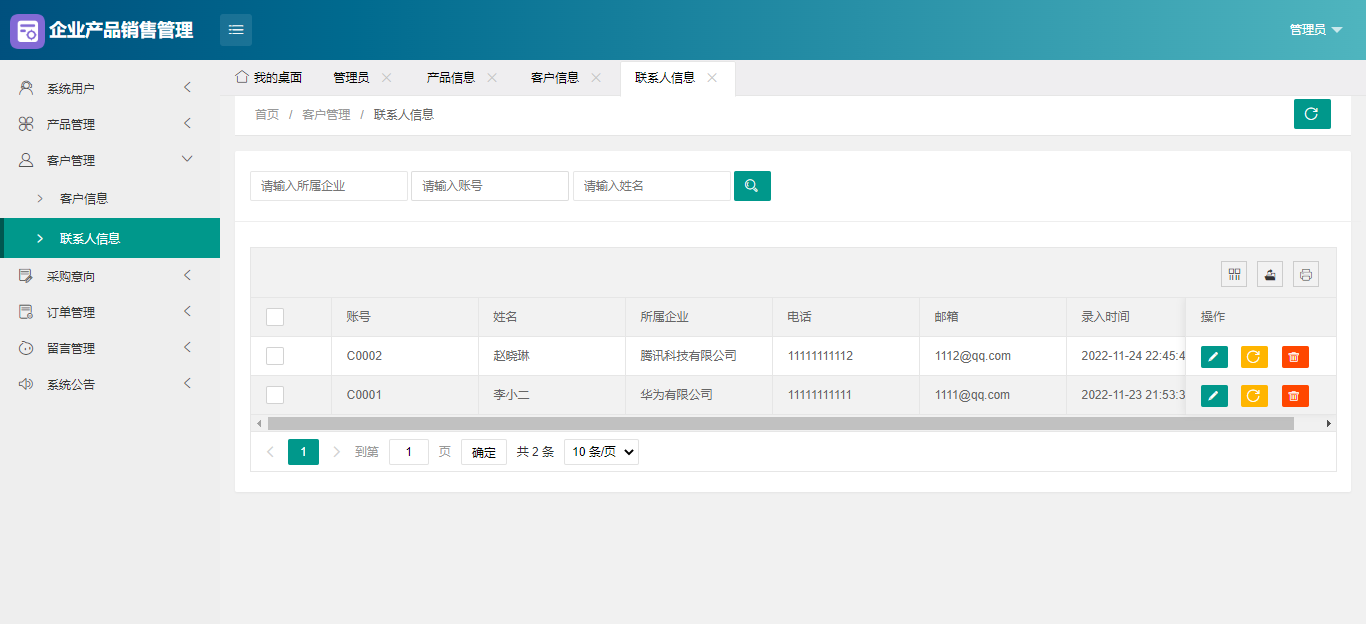 企业产品销售管理
管理员
系统用户
产品管理
客户管理
客户信息
联系人信息
采购意向
订单管理
留言管理
系统公告
我的桌面 管理员 产品信息 客户信息 联系人信息
首页 / 客户管理 / 联系人信息
请输入所属企业 请输入账号 请输入姓名
账号 姓名 所属企业 电话 邮箱 录入时间 操作
C0002 赵晓琳 腾讯科技有限公司 11111111112 1112@qq.com 2022-11-24 22:45:4
C0001 李小二 华为有限公司 11111111111 1111@qq.com 2022-11-23 21:53:3
1 到第 1 页 确定 共 2 条 10 条/页